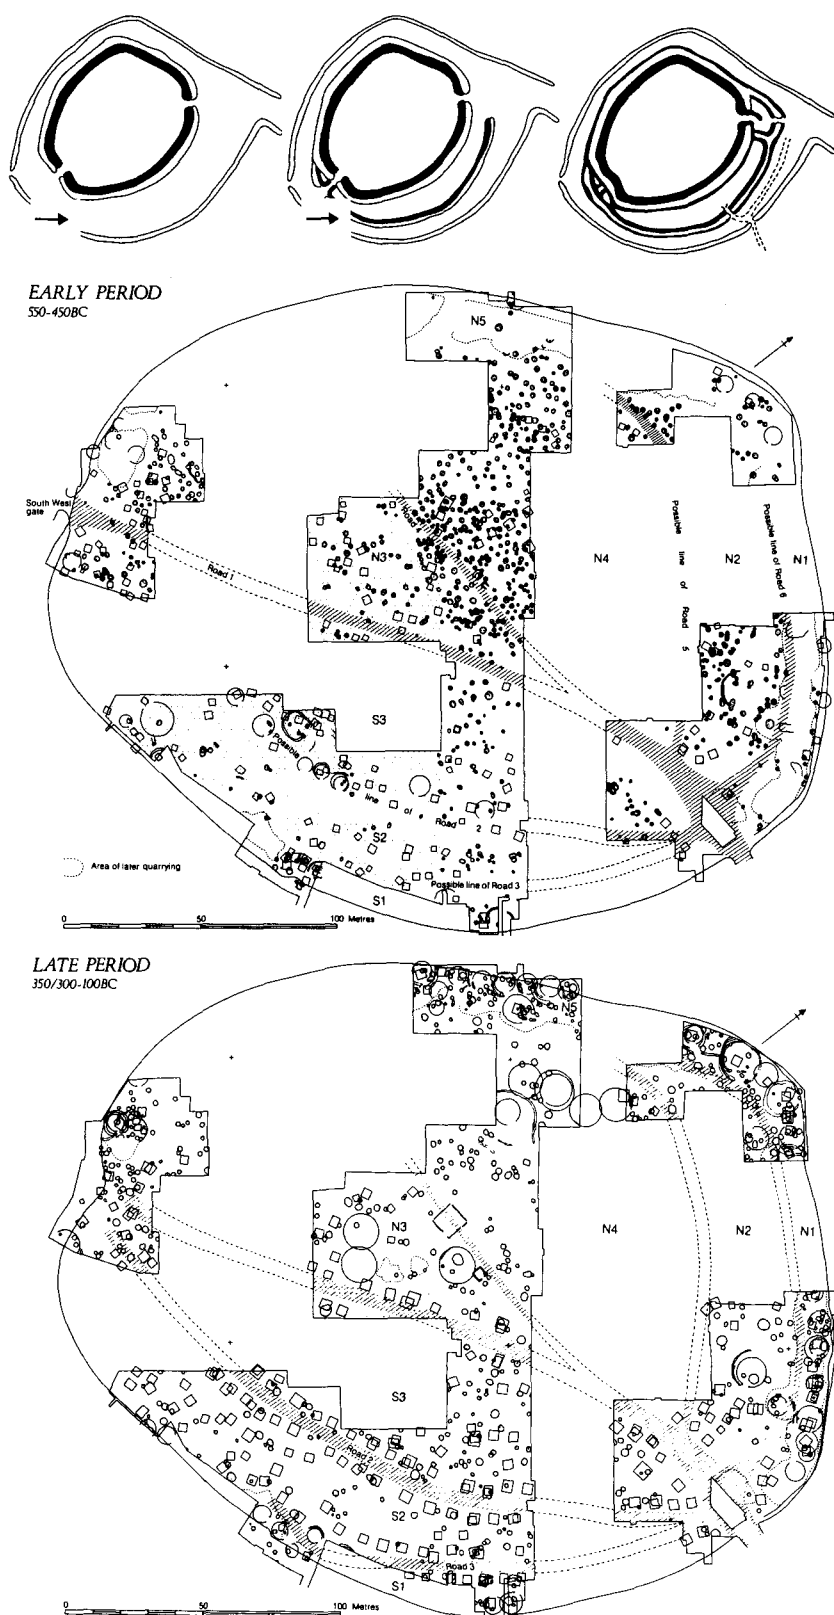 EARLY PERIOD
550-450BC
N5
South West
gate
Road 1
N3
Road
N4
Possible line of Road 5
N2
Possible line of Road 6
N1
S3
Possible line of Road 2
S2
Area of later quarrying
Possible line of Road 3
S1
0 50 100 Metres
LATE PERIOD
350/300-100BC
N5
N3
N4
N2
N1
S3
Road 2
S2
Road 3
S1
0 50 100 Metres